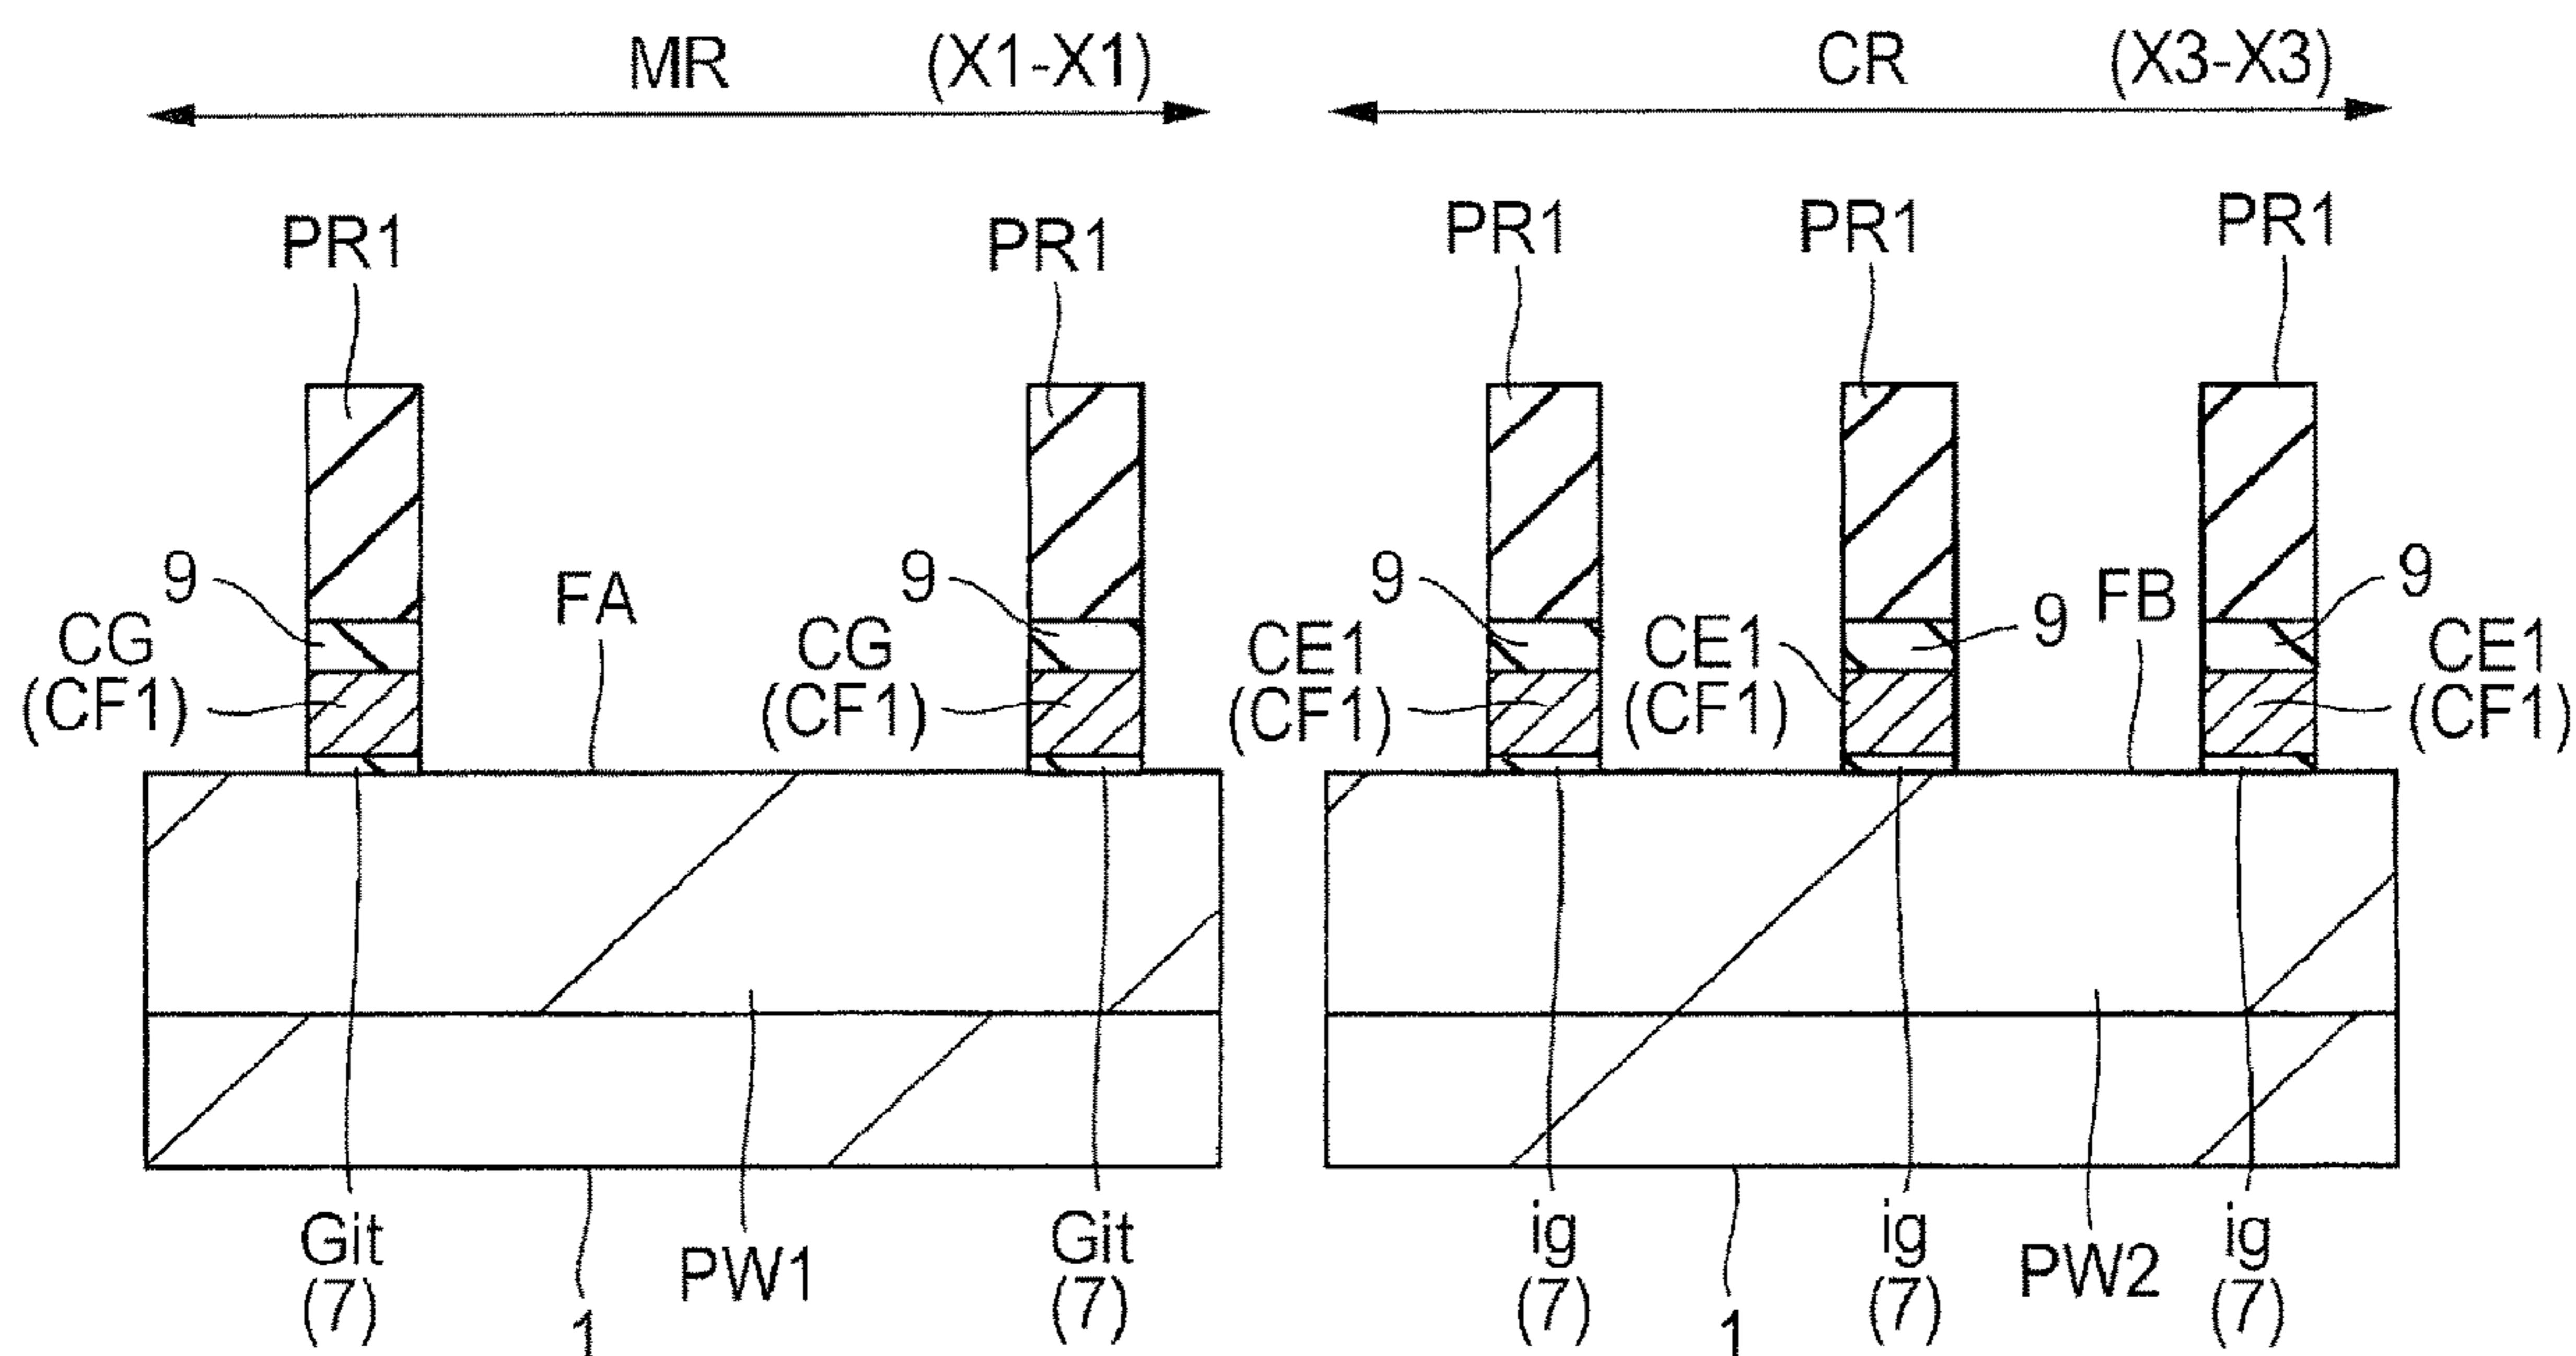 MR (X1-X1) CR (X3-X3)
PR1 PR1 PR1 PR1 PR1
9 FA 9 9 9 FB 9
CG CG CE1 CE1 CE1
(CF1) (CF1) (CF1) (CF1) (CF1)
Git PW1 Git ig ig PW2 ig
(7) (7) (7) (7) (7)
1 1